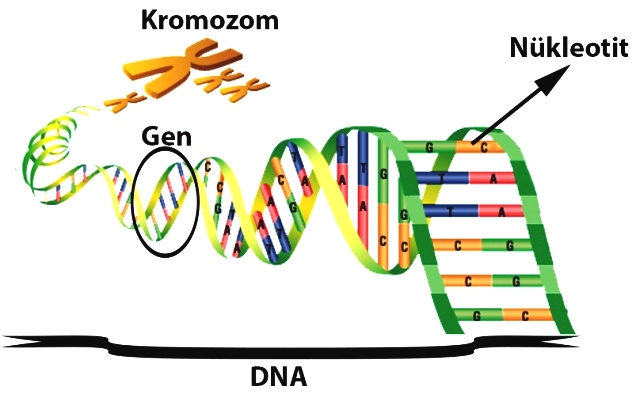 Kromozom
Nükleotit
Gen
G C
T A
T A
C G
C G
G C
DNA